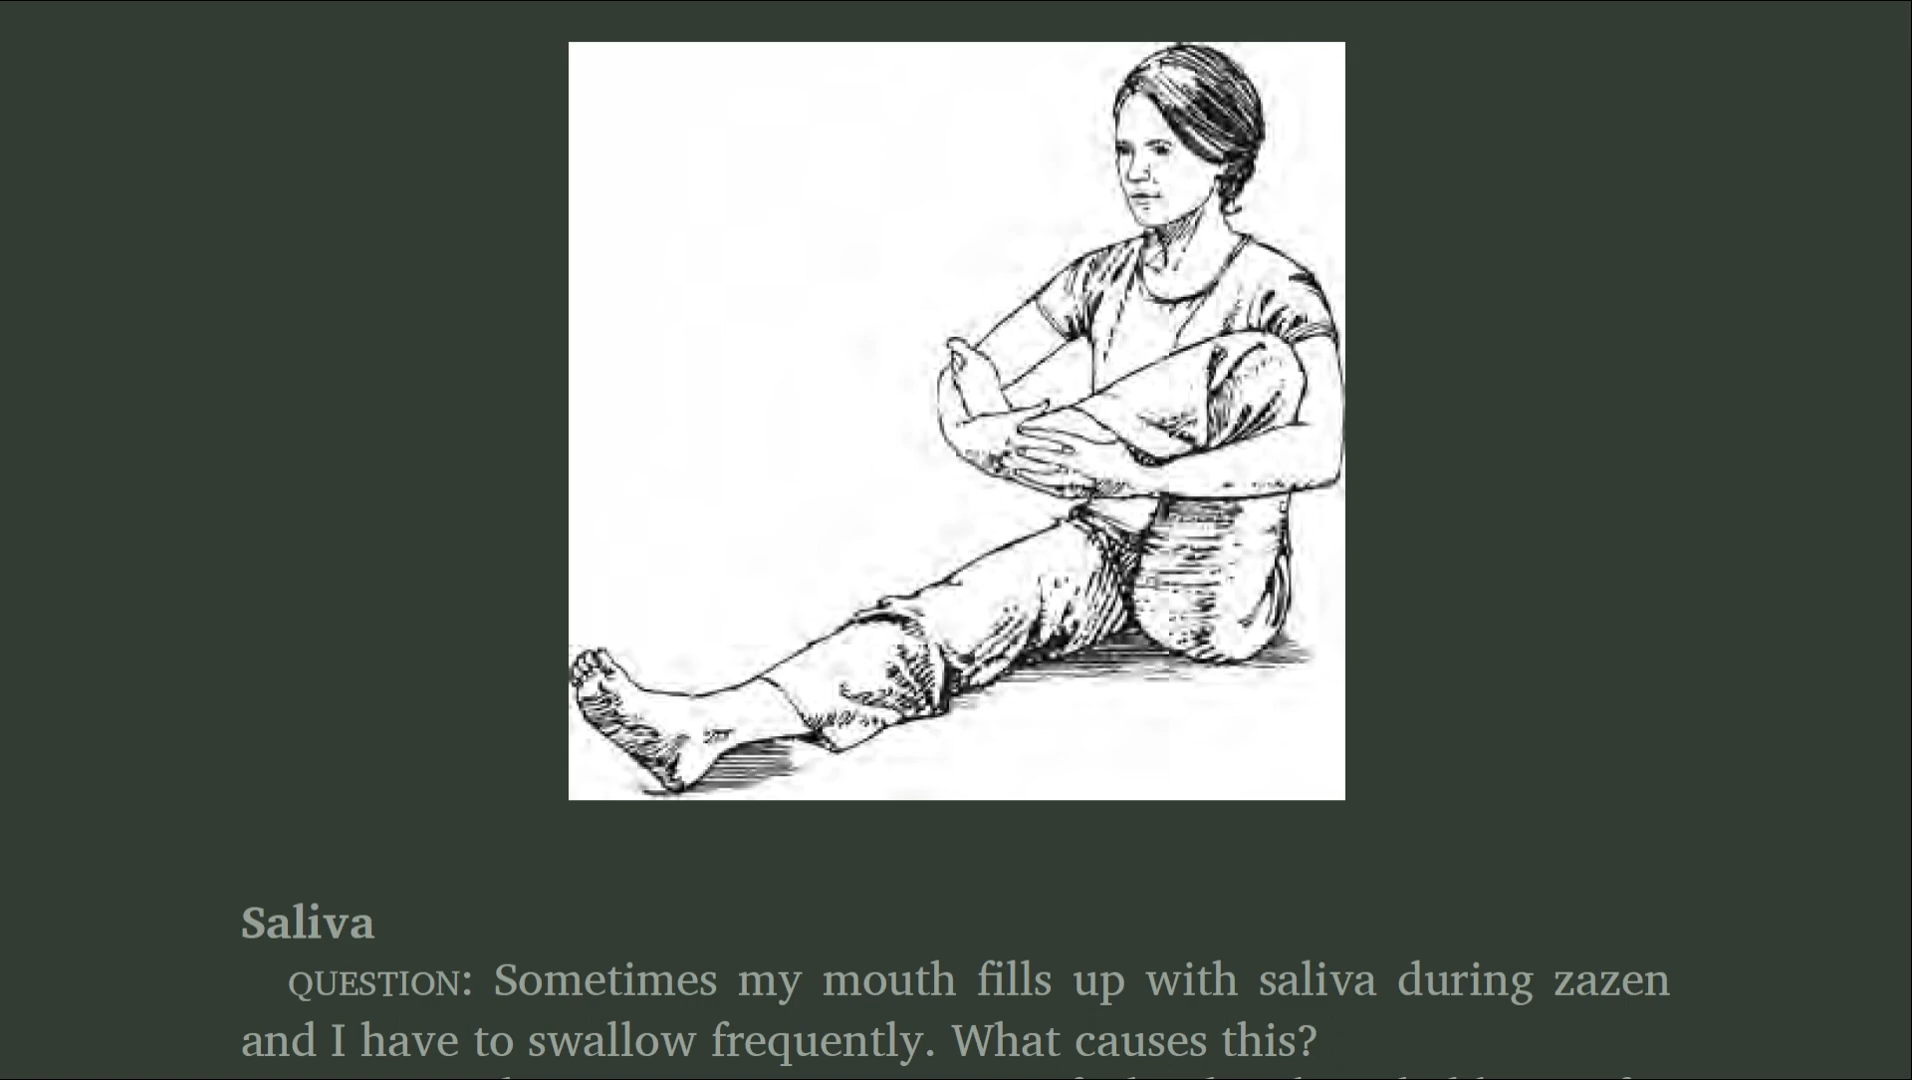 Saliva
QUESTION: Sometimes my mouth fills up with saliva during zazen
and I have to swallow frequently. What causes this?